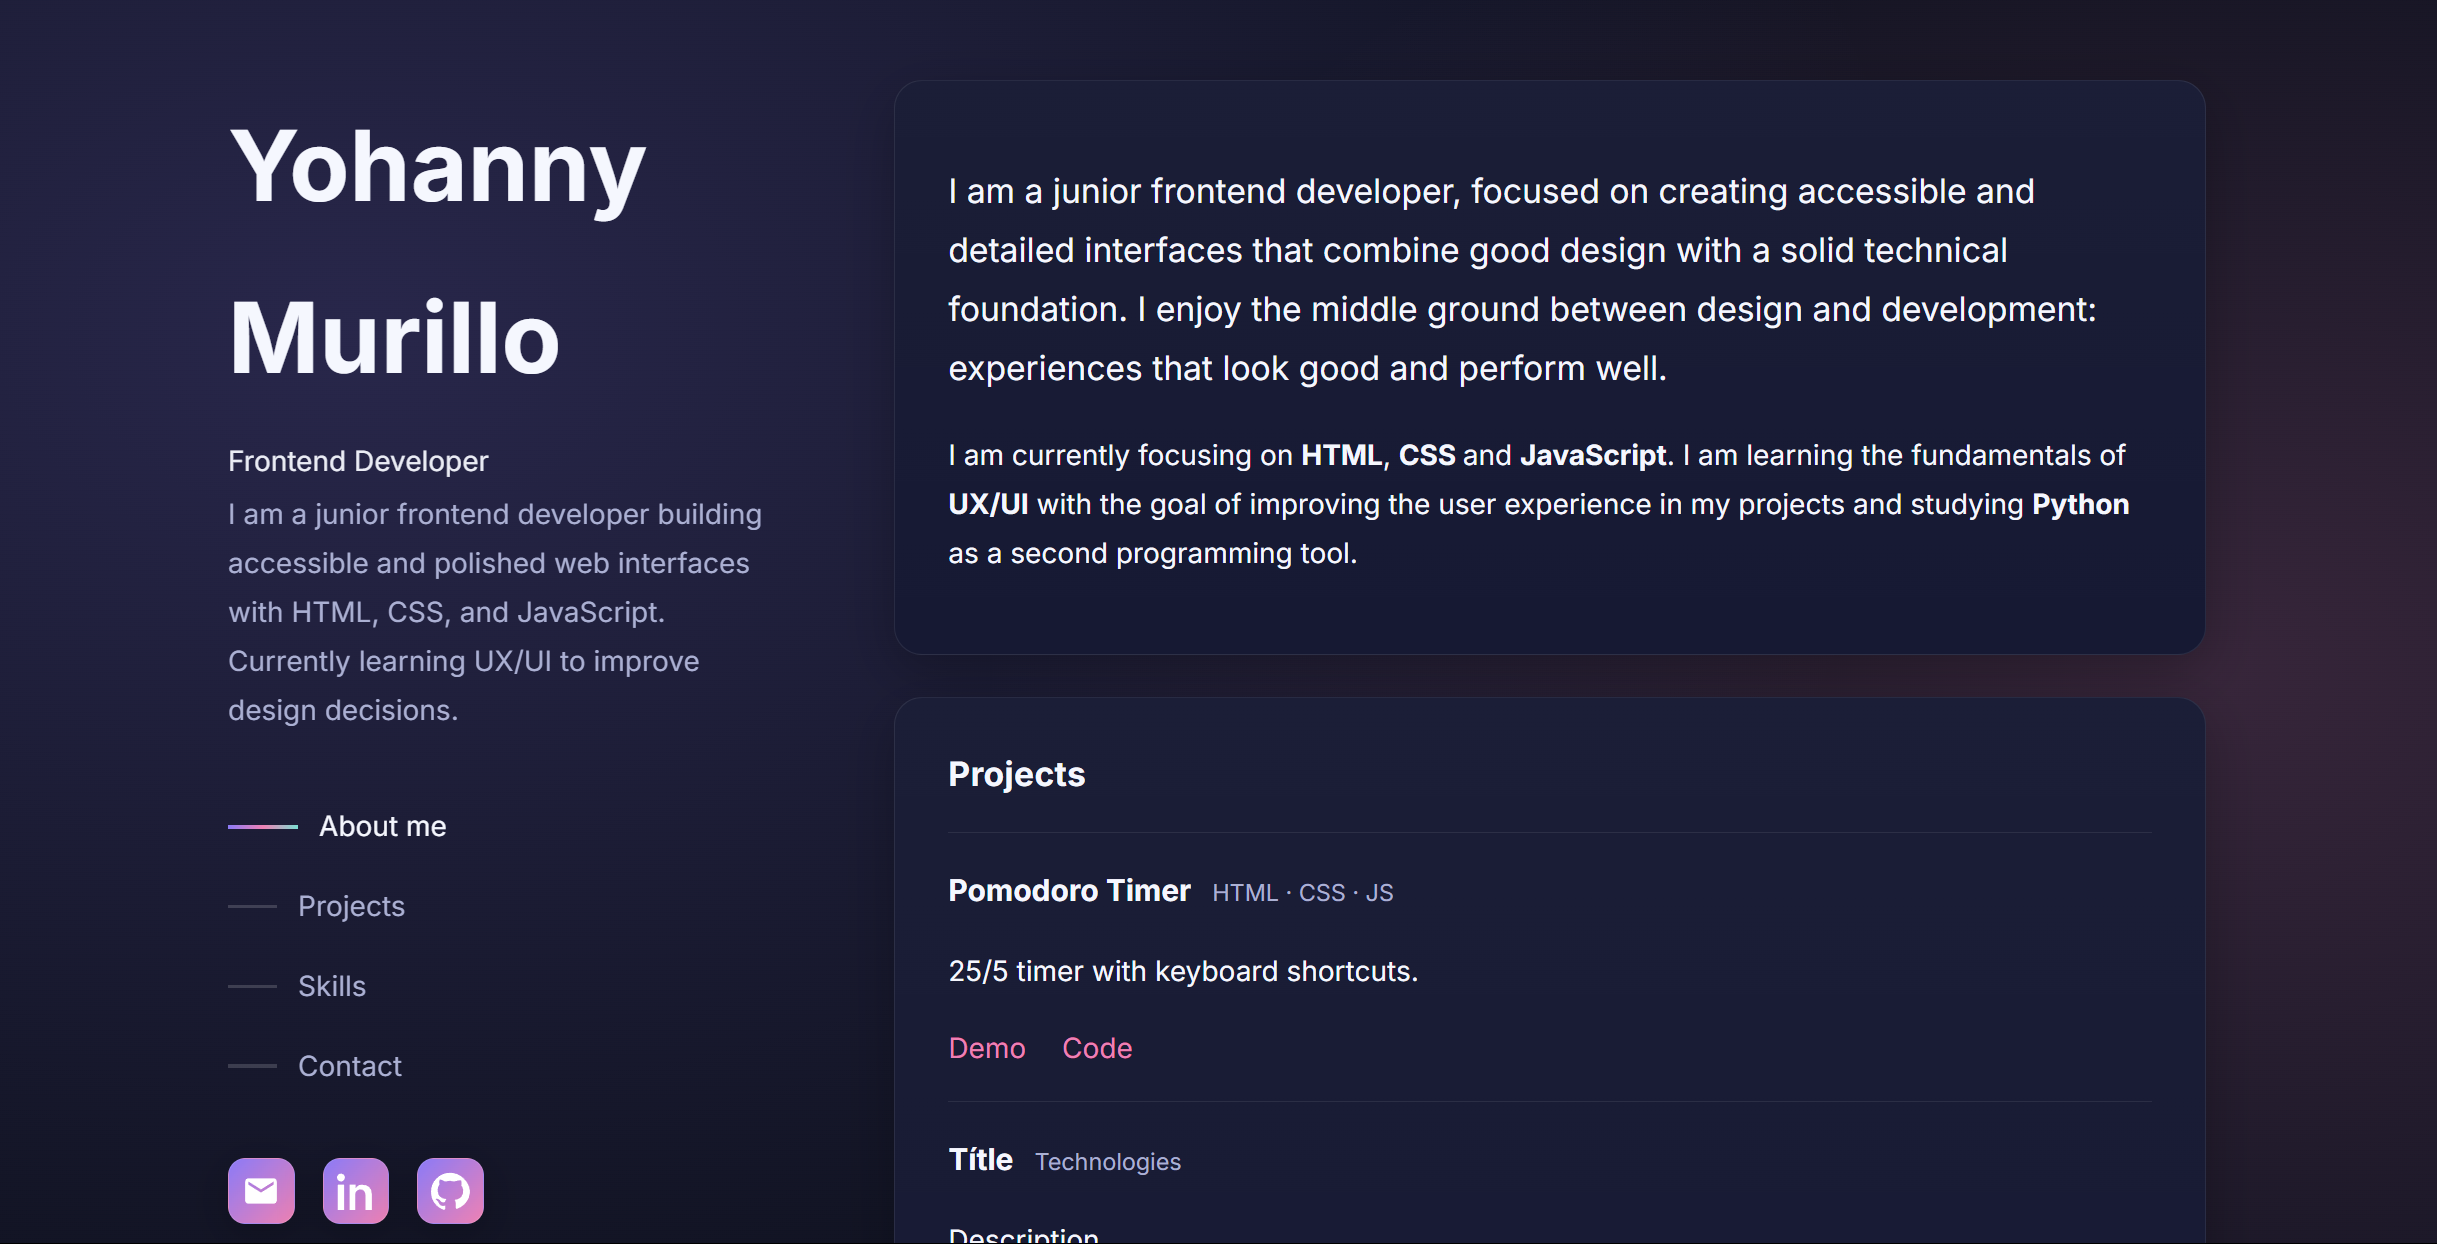 Yohanny
Murillo
Frontend Developer
I am a junior frontend developer building
accessible and polished web interfaces
with HTML, CSS, and JavaScript.
Currently learning UX/UI to improve
design decisions.
About me
Projects
Skills
Contact
in
I am a junior frontend developer, focused on creating accessible and
detailed interfaces that combine good design with a solid technical
foundation. I enjoy the middle ground between design and development:
experiences that look good and perform well.
I am currently focusing on HTML, CSS and JavaScript. I am learning the fundamentals of
UX/UI with the goal of improving the user experience in my projects and studying Python
as a second programming tool.
Projects
Pomodoro Timer HTML · CSS · JS
25/5 timer with keyboard shortcuts.
Demo Code
Títle Technologies
Description